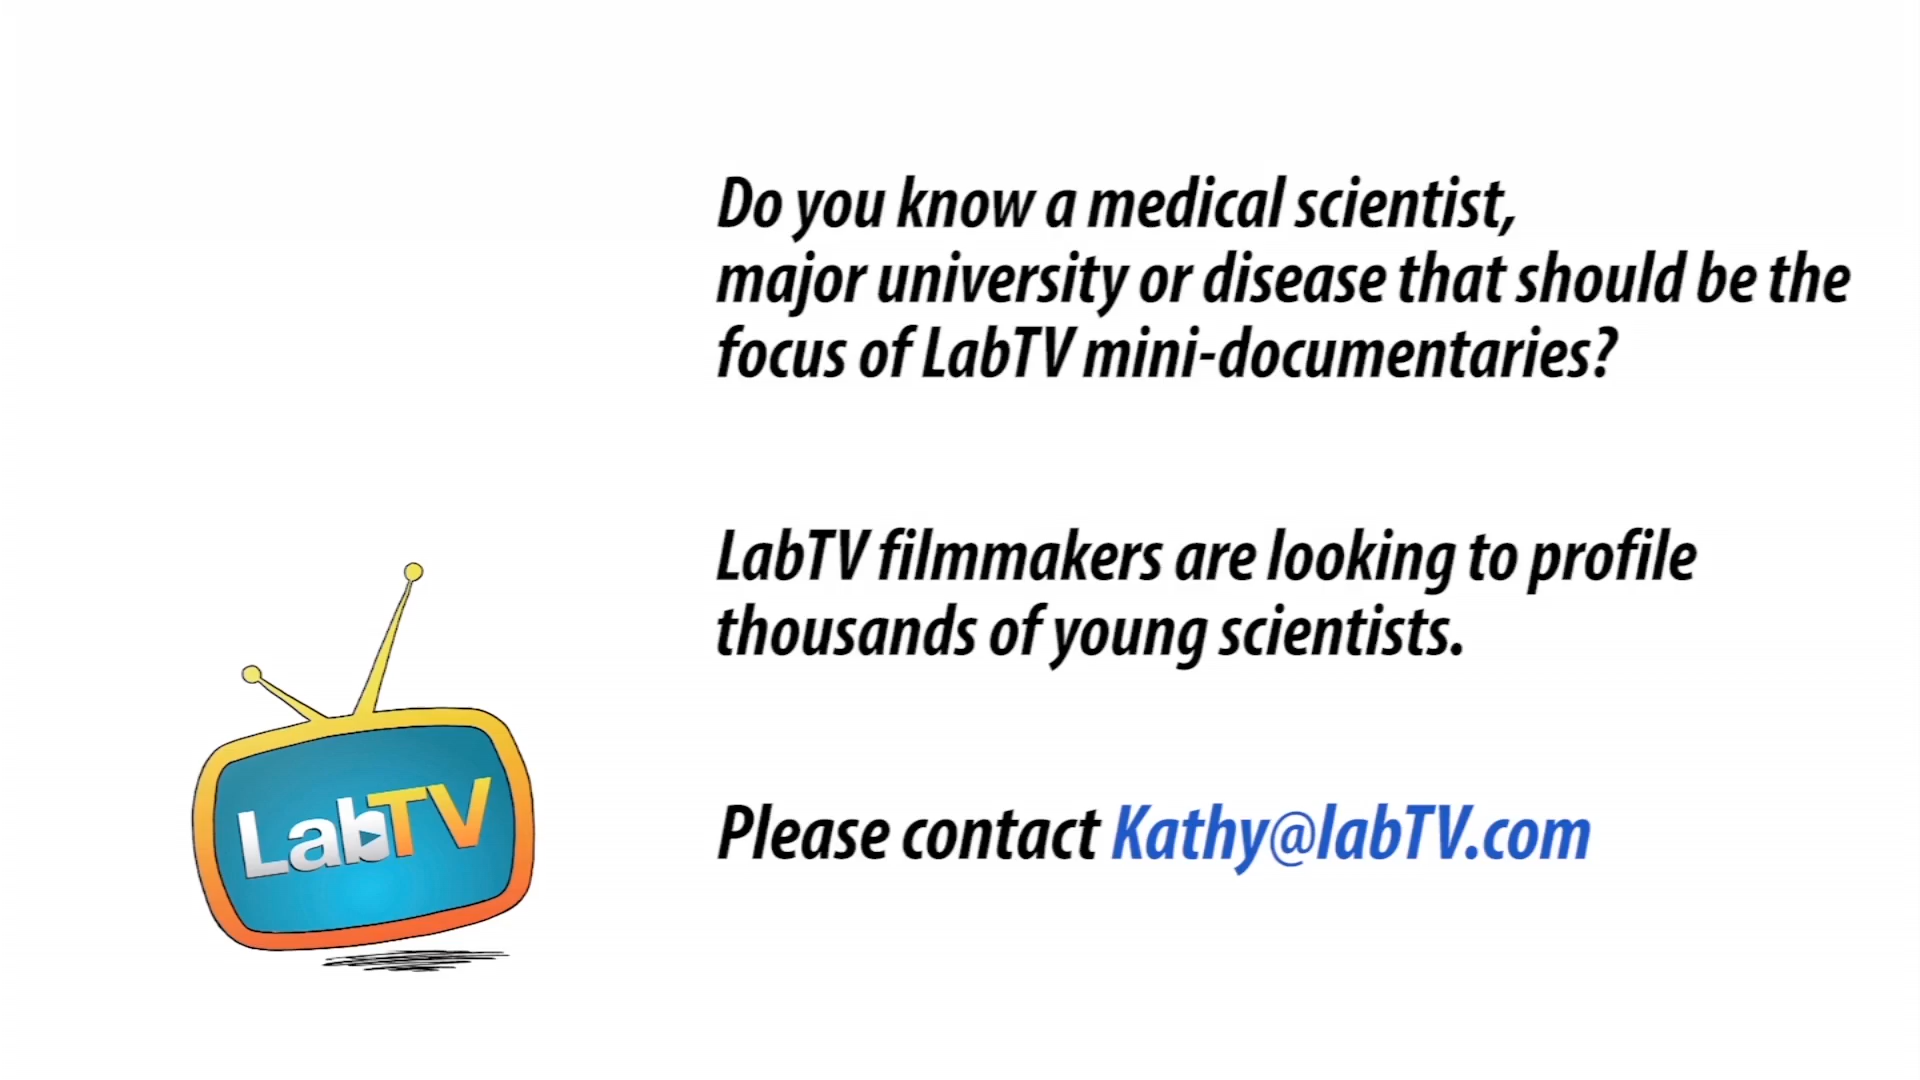 Do you know a medical scientist,
major university or disease that should be the
focus of LabTV mini-documentaries?
LabTV filmmakers are looking to profile
thousands of young scientists.
Please contact Kathy@labTV.com
LabTV